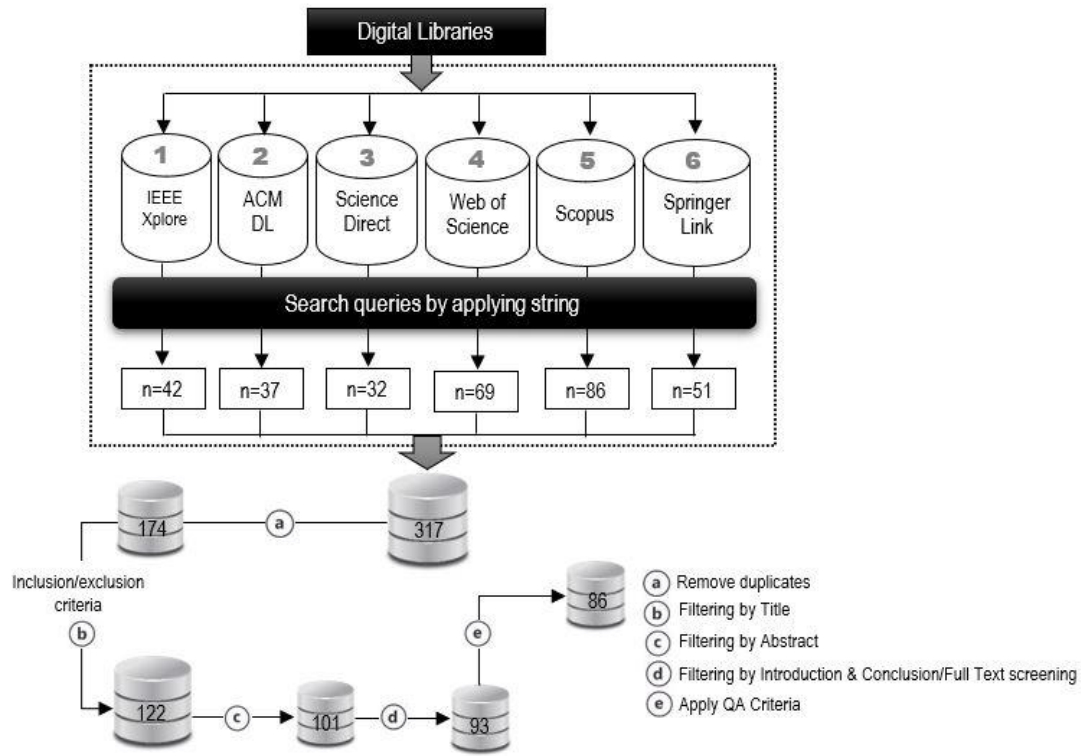 Digital Libraries
1
2
3
4
5
6
IEEE
Xplore
ACM
DL
Science
Direct
Web of
Science
Scopus
Springer
Link
Search queries by applying string
n=42
n=37
n=32
n=69
n=86
n=51
174
a
317
Inclusion/exclusion
criteria
b
122
c
101
d
93
e
86
a Remove duplicates
b Filtering by Title
c Filtering by Abstract
d Filtering by Introduction & Conclusion/Full Text screening
e Apply QA Criteria